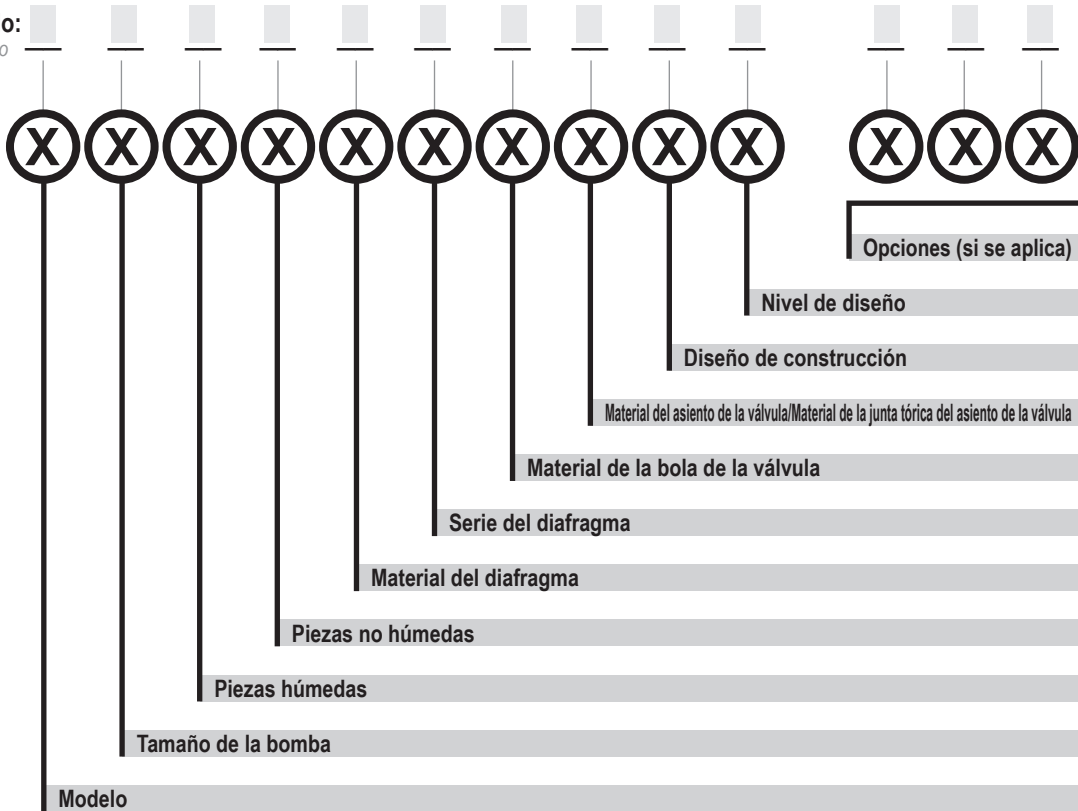 o:
o
X X X X X X X X X X X X X
Opciones (si se aplica)
Nivel de diseño
Diseño de construcción
Material del asiento de la válvula/Material de la junta tórica del asiento de la válvula
Material de la bola de la válvula
Serie del diafragma
Material del diafragma
Piezas no húmedas
Piezas húmedas
Tamaño de la bomba
Modelo